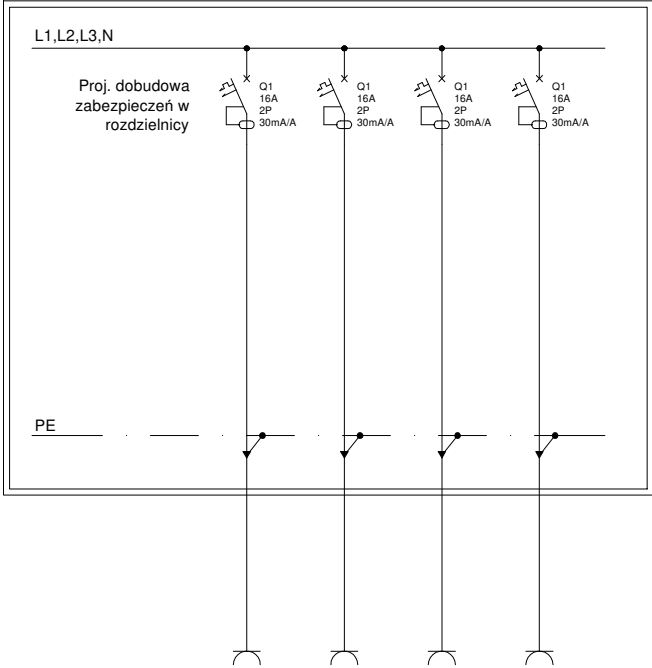 L1,L2,L3,N
Proj. dobudowa
zabezpieczeń w
rozdzielnicy
Q1
16A
2P
30mA/A
Q1
16A
2P
30mA/A
Q1
16A
2P
30mA/A
Q1
16A
2P
30mA/A
PE